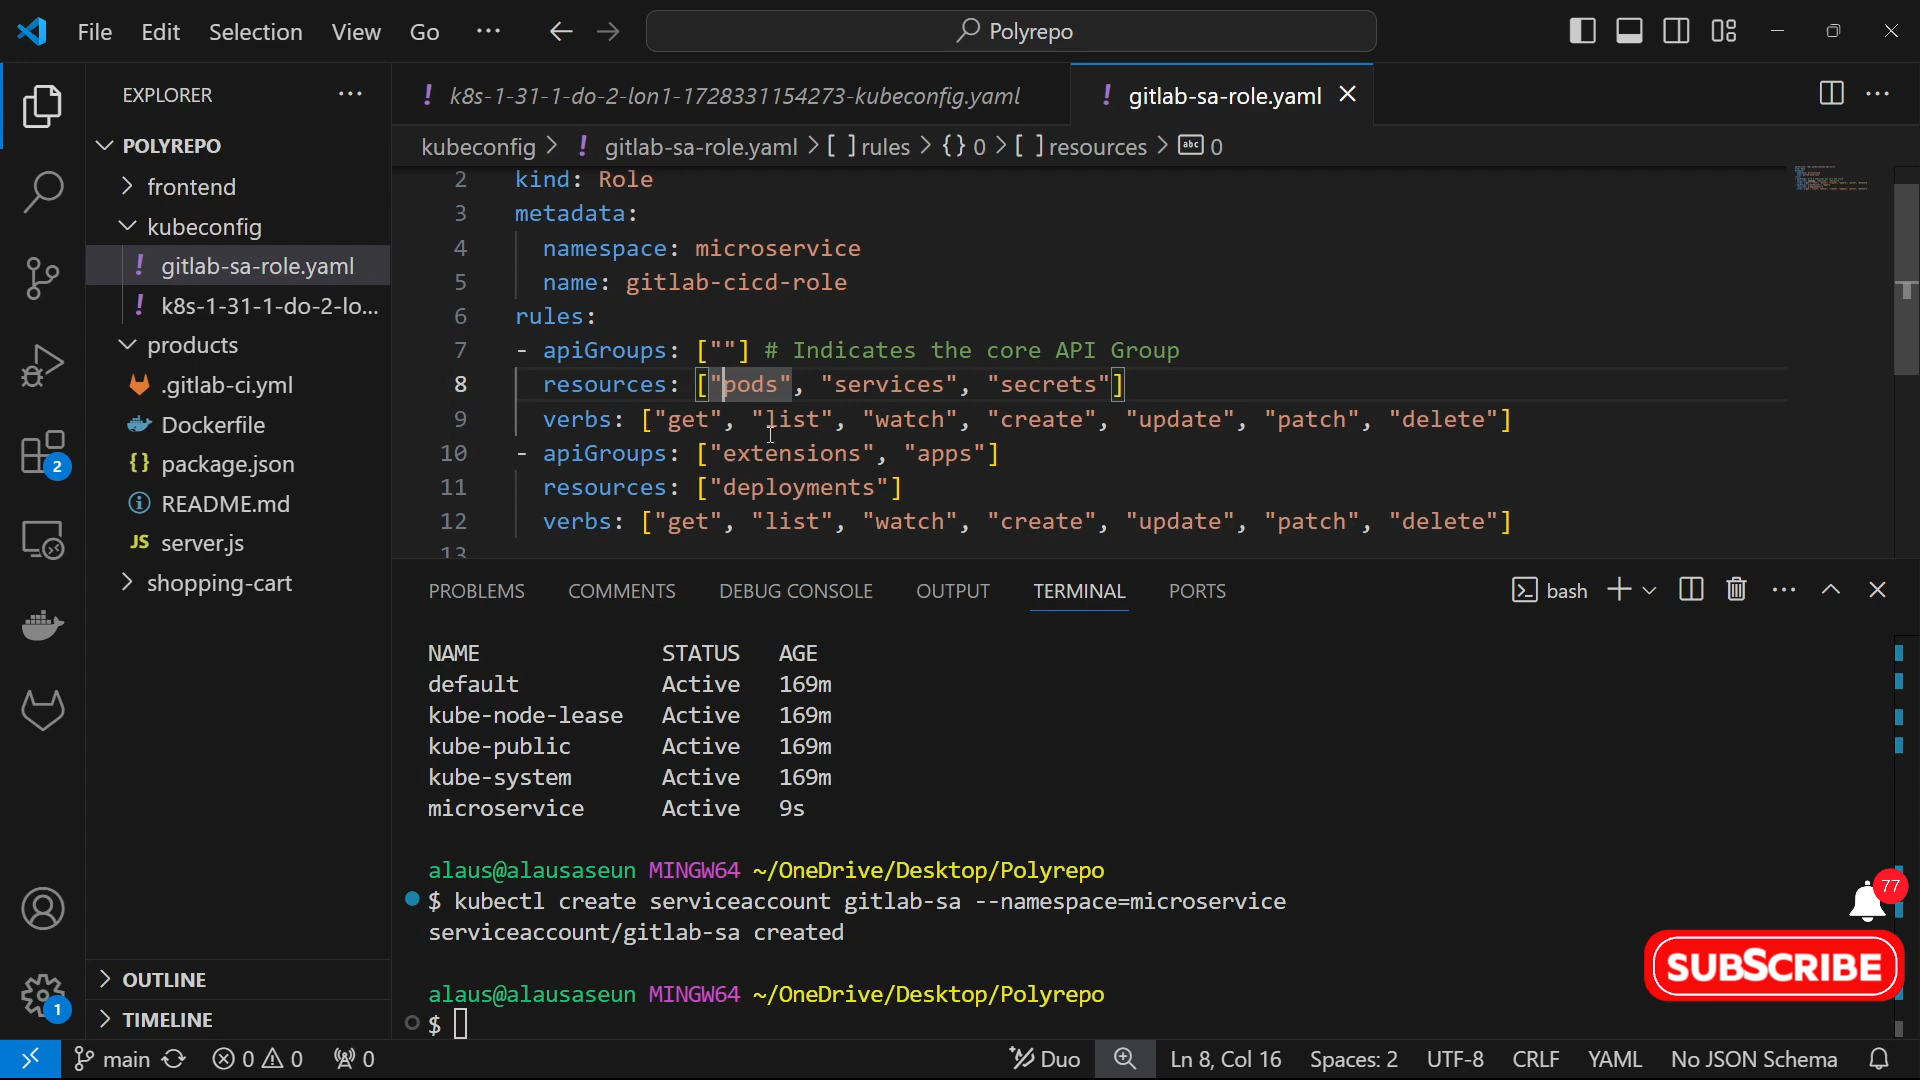 File Edit Selection View Go ··· Polyrepo
EXPLORER ···
POLYREPO
frontend
kubeconfig
! gitlab-sa-role.yaml
! k8s-1-31-1-do-2-lo...
products
.gitlab-ci.yml
Dockerfile
{} package.json
README.md
JS server.js
shopping-cart
OUTLINE
TIMELINE
2
1
! k8s-1-31-1-do-2-lon1-1728331154273-kubeconfig.yaml
! gitlab-sa-role.yaml
kubeconfig > ! gitlab-sa-role.yaml > [ ] rules > {} 0 > [ ] resources > abc 0
2 kind: Role
3 metadata:
4 namespace: microservice
5 name: gitlab-cicd-role
6 rules:
7 - apiGroups: [""] # Indicates the core API Group
8 resources: ["pods", "services", "secrets"]
9 verbs: ["get", "list", "watch", "create", "update", "patch", "delete"]
10 - apiGroups: ["extensions", "apps"]
11 resources: ["deployments"]
12 verbs: ["get", "list", "watch", "create", "update", "patch", "delete"]
13
PROBLEMS COMMENTS DEBUG CONSOLE OUTPUT TERMINAL PORTS bash ···
NAME STATUS AGE
default Active 169m
kube-node-lease Active 169m
kube-public Active 169m
kube-system Active 169m
microservice Active 9s
alaus@alausaseun MINGW64 ~/OneDrive/Desktop/Polyrepo
$ kubectl create serviceaccount gitlab-sa --namespace=microservice
serviceaccount/gitlab-sa created
alaus@alausaseun MINGW64 ~/OneDrive/Desktop/Polyrepo
$
77
SUBSCRIBE
main 0 0 0 Duo Ln 8, Col 16 Spaces: 2 UTF-8 CRLF YAML No JSON Schema